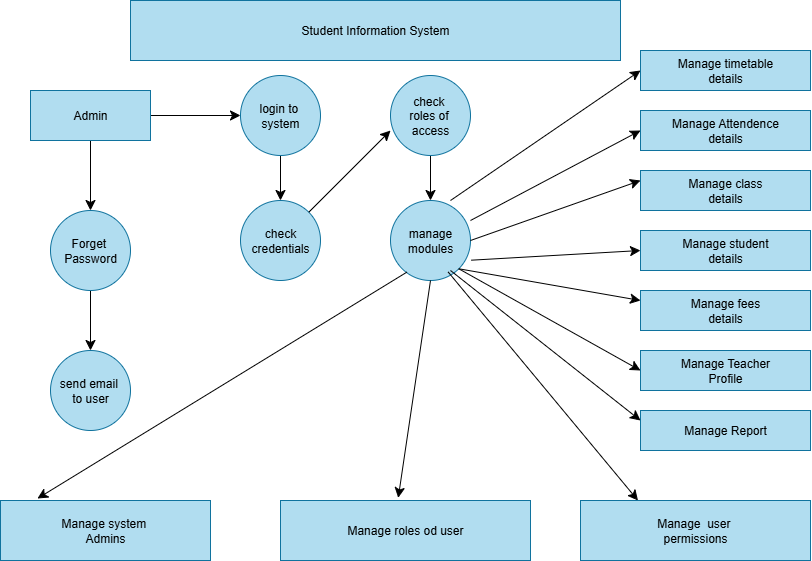 Student Information System
Admin
login to
system
check
roles of
access
Manage timetable
details
Manage Attendence
details
Manage class
details
Forget
Password
check
credentials
manage
modules
Manage student
details
Manage fees
details
send email
to user
Manage Teacher
Profile
Manage Report
Manage system
Admins
Manage roles od user
Manage  user
permissions